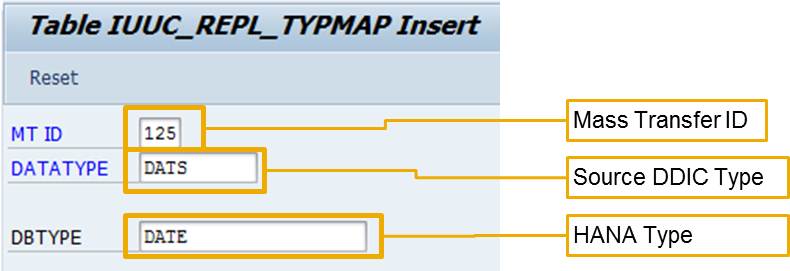 Table IUUC_REPL_TYPMAP Insert
Reset
MT ID 125 Mass Transfer ID
DATATYPE DATS Source DDIC Type
DBTYPE DATE HANA Type